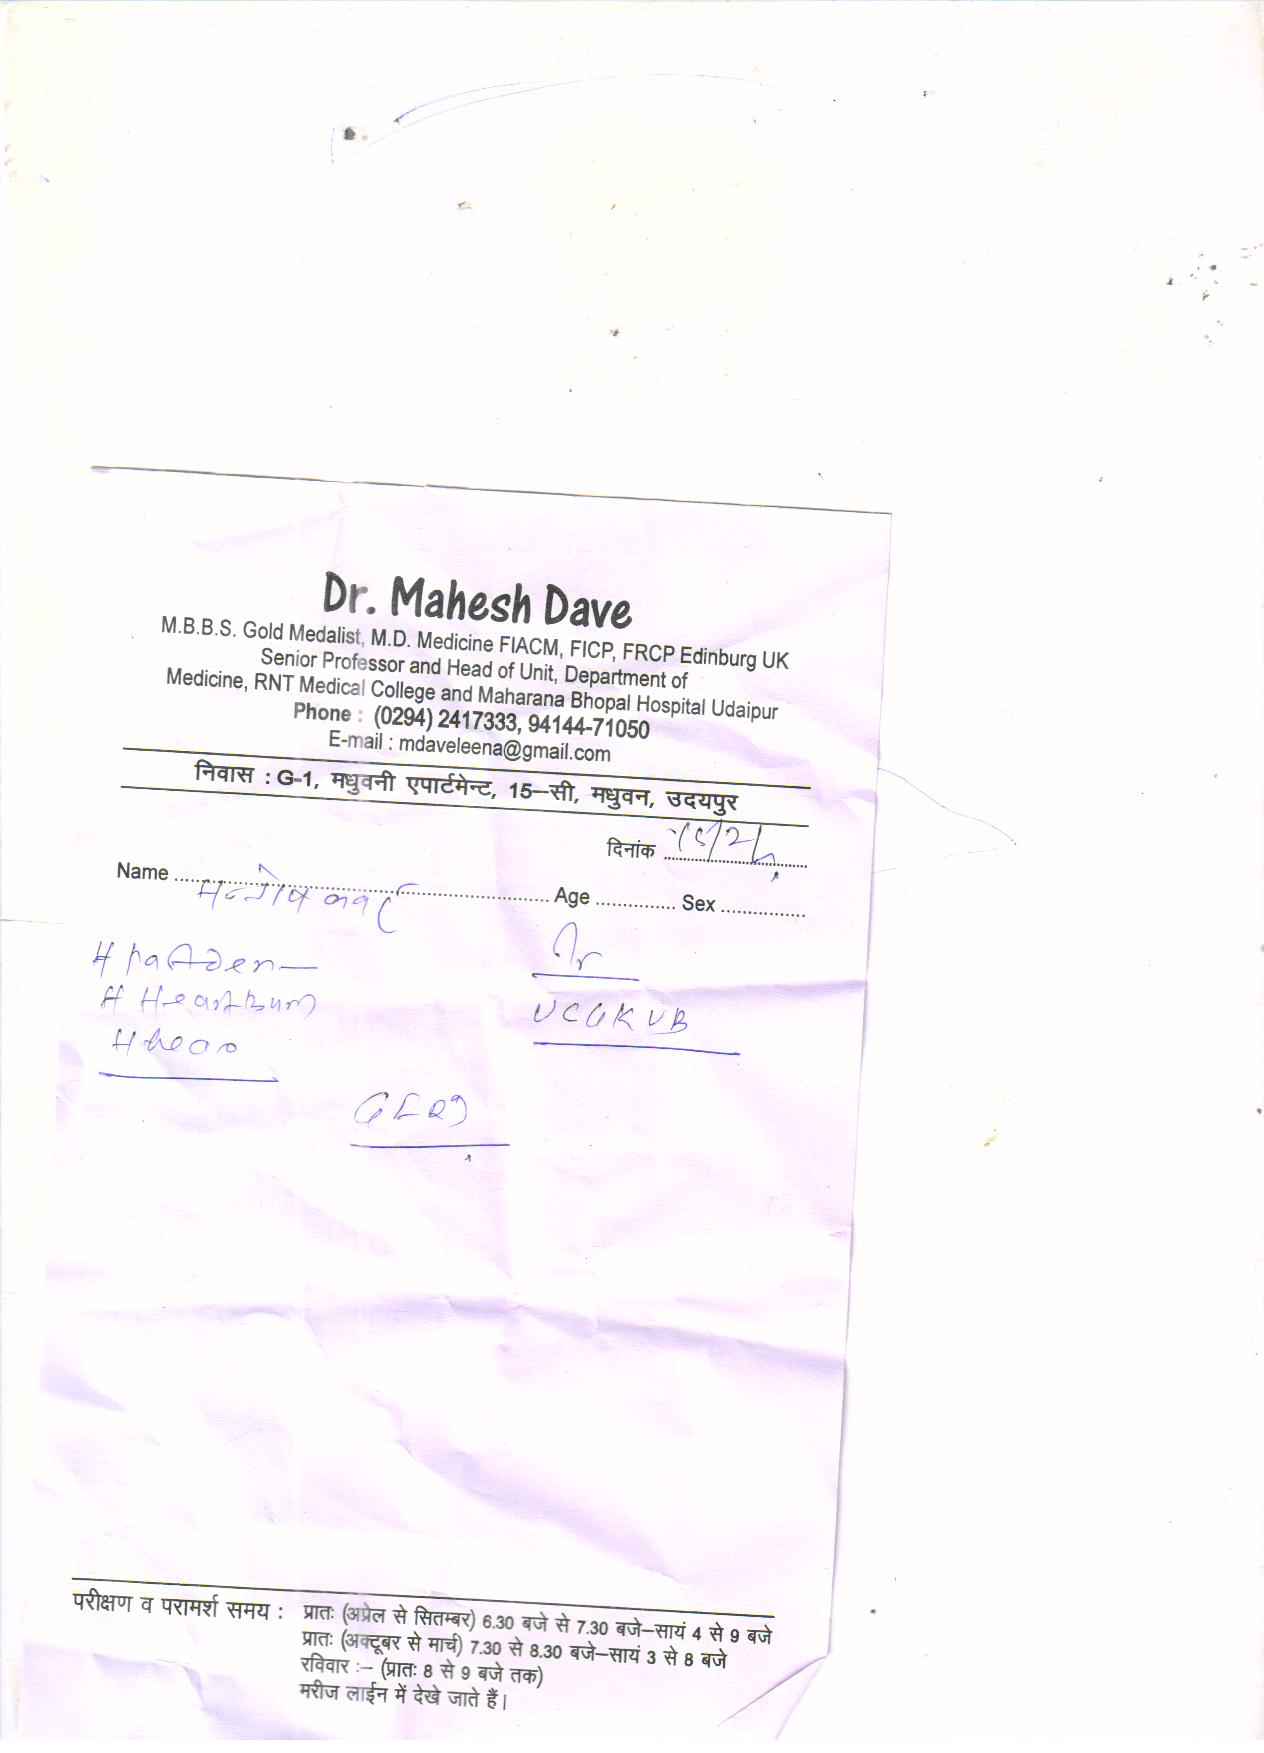 Dr. Mahesh Dave
M.B.B.S. Gold Medalist, M.D. Medicine FIACM, FICP, FRCP Edinburg UK
Senior Professor and Head of Unit, Department of
Medicine, RNT Medical College and Maharana Bhopal Hospital Udaipur
Phone : (0294) 2417333, 94144-71050
E-mail : mdaveleena@gmail.com
निवास : G-1, मधुवनी एपार्टमेन्ट, 15–सी, मधुवन, उदयपुर
दिनांक
Name Age Sex
# Heartburn
GERD
परीक्षण व परामर्श समय : प्रातः (अप्रेल से सितम्बर) 6.30 बजे से 7.30 बजे–सायं 4 से 9 बजे
प्रातः (अक्टूबर से मार्च) 7.30 से 8.30 बजे–सायं 3 से 8 बजे
रविवार :– (प्रातः 8 से 9 बजे तक)
मरीज लाईन में देखे जाते हैं।